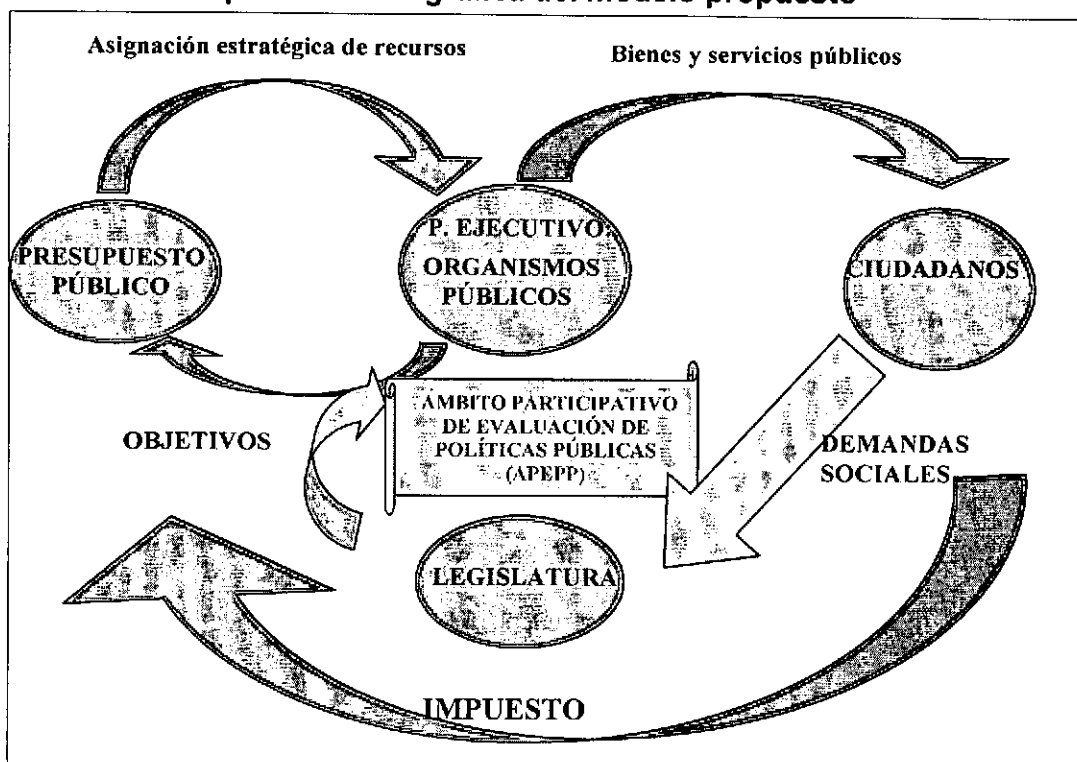 Asignación estratégica de recursos
Bienes y servicios públicos
PRESUPUESTO
PÚBLICO
P. EJECUTIVO
ORGANISMOS
PÚBLICOS
CIUDADANOS
OBJETIVOS
ÁMBITO PARTICIPATIVO
DE EVALUACIÓN DE
POLÍTICAS PÚBLICAS
(APEPP)
DEMANDAS
SOCIALES
LEGISLATURA
IMPUESTO